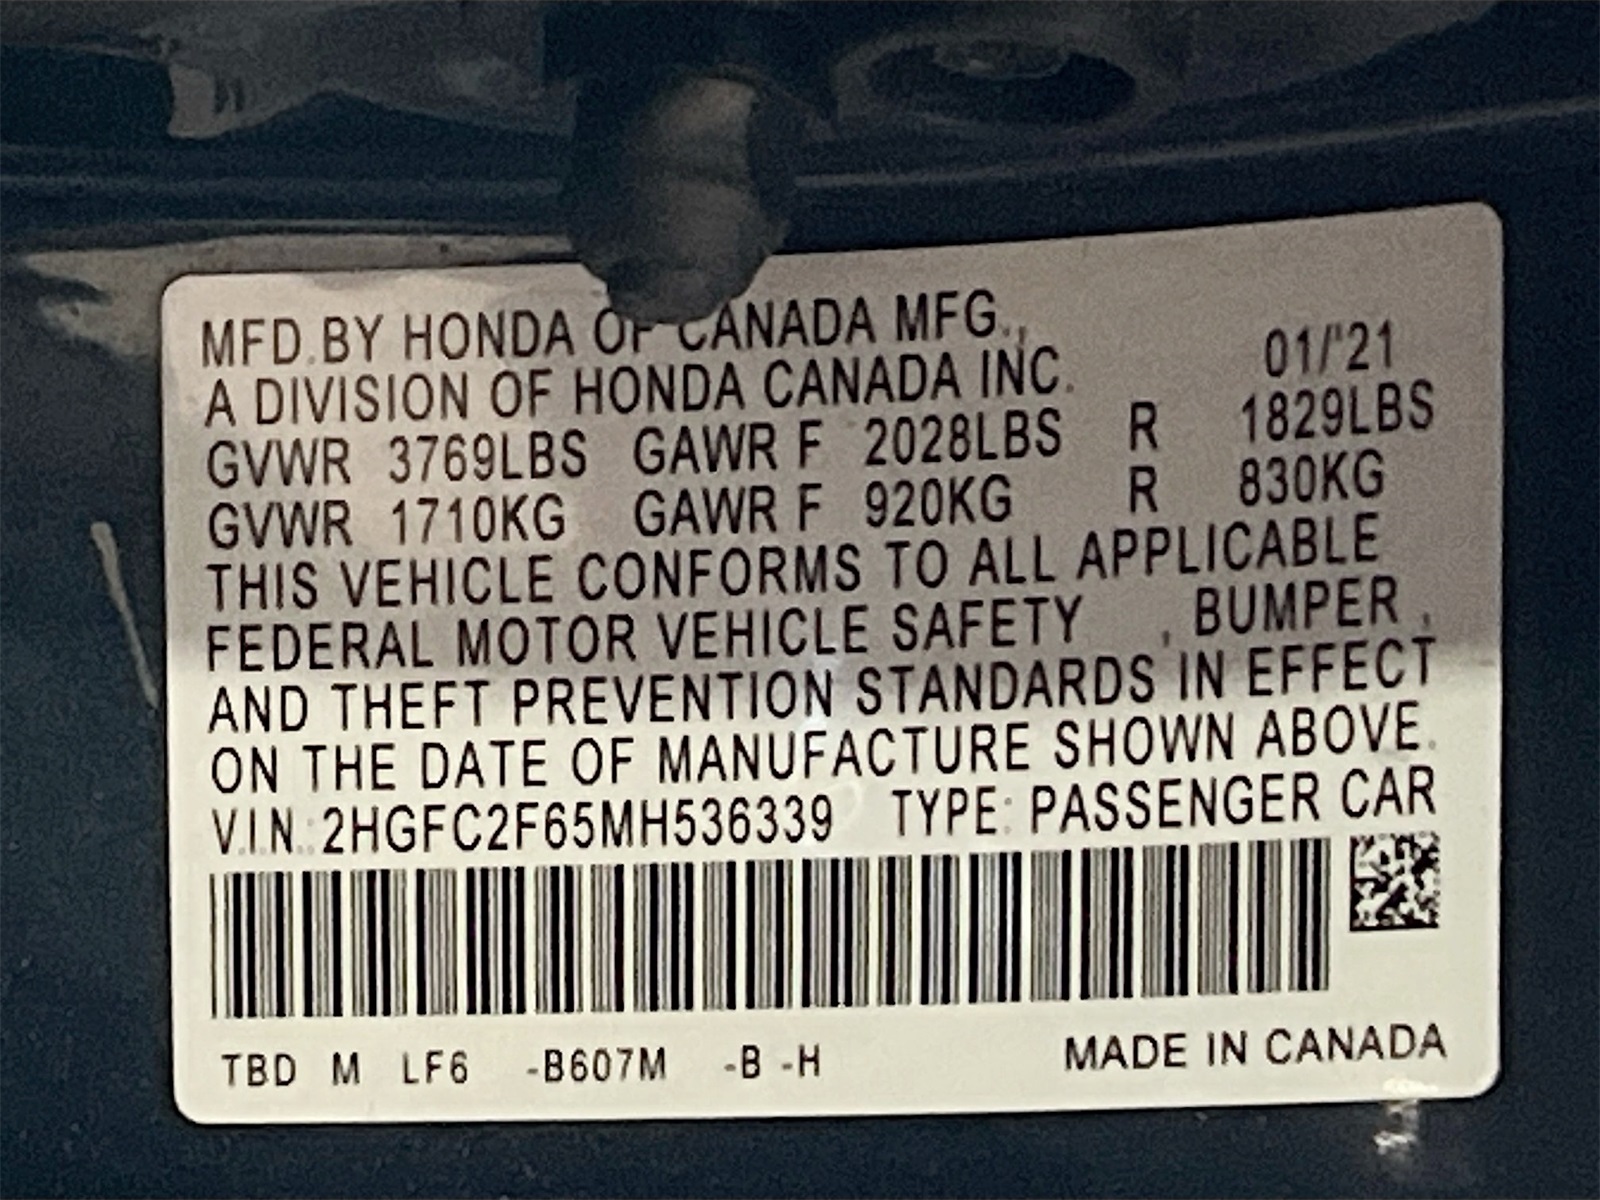 MFD.BY HONDA OF CANADA MFG.,
A DIVISION OF HONDA CANADA INC. 01/'21
GVWR 3769LBS GAWR F 2028LBS R 1829LBS
GVWR 1710KG GAWR F 920KG R 830KG
THIS VEHICLE CONFORMS TO ALL APPLICABLE
FEDERAL MOTOR VEHICLE SAFETY , BUMPER ,
AND THEFT PREVENTION STANDARDS IN EFFECT
ON THE DATE OF MANUFACTURE SHOWN ABOVE.
V.I.N.:2HGFC2F65MH536339 TYPE: PASSENGER CAR
TBD M LF6 -B607M -B -H MADE IN CANADA